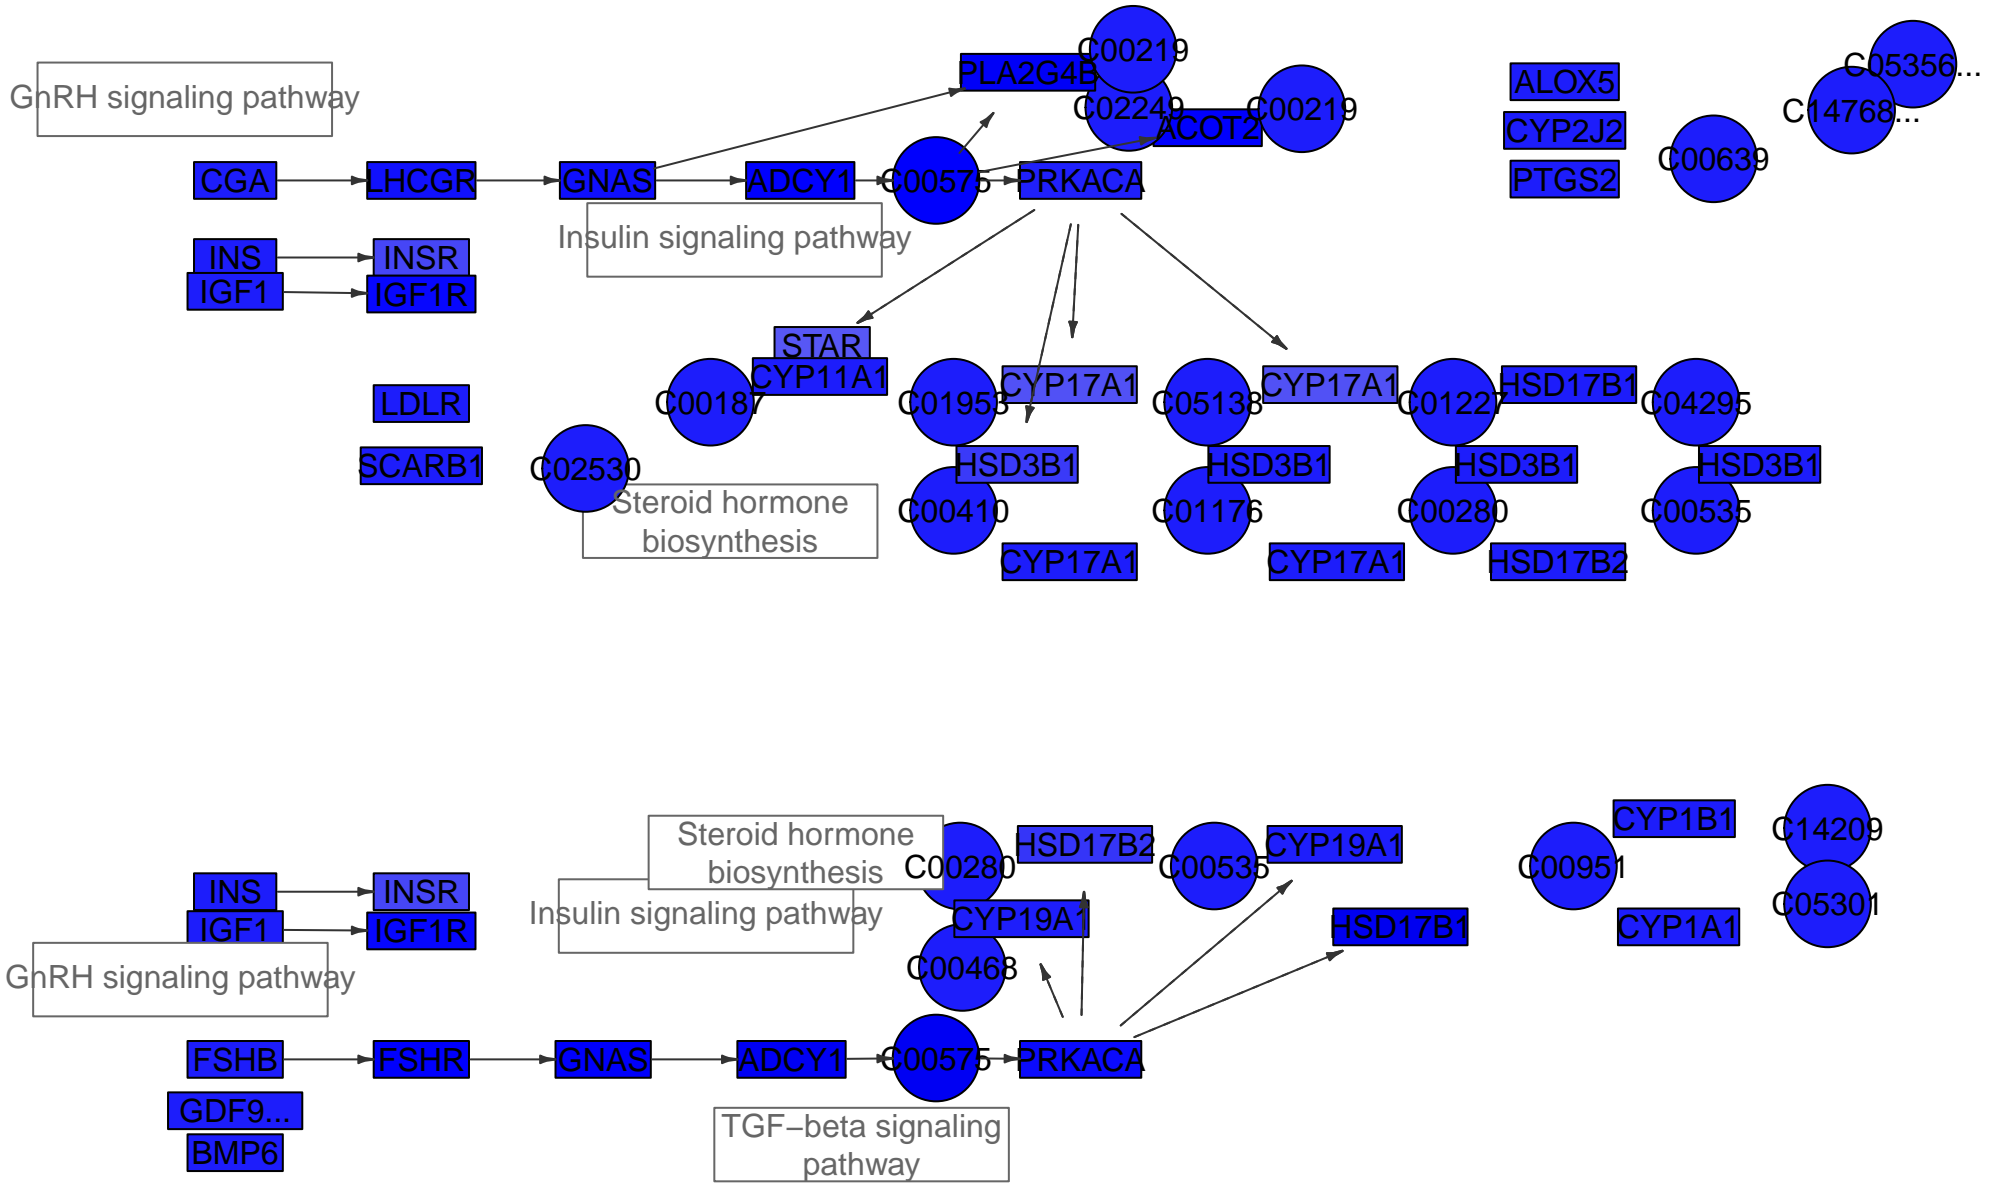 C00219
C05356...
PLA2G4B
ALOX5
GnRH signaling pathway
C02249
C00219
C14768...
ACOT2
CYP2J2
C00639
CGA
LHCGR
GNAS
ADCY1
C00575
PRKACA
PTGS2
Insulin signaling pathway
INS
INSR
IGF1
IGF1R
STAR
CYP11A1
CYP17A1
CYP17A1
HSD17B1
LDLR
C00187
C01953
C05138
C01227
C04295
SCARB1
C02530
HSD3B1
HSD3B1
HSD3B1
HSD3B1
Steroid hormone
biosynthesis
C00410
C01176
C00280
C00535
CYP17A1
CYP17A1
HSD17B2
CYP1B1
Steroid hormone
biosynthesis
C14209
HSD17B2
CYP19A1
C00280
C00535
C00951
INS
INSR
C05301
Insulin signaling pathway
CYP19A1
IGF1
IGF1R
HSD17B1
CYP1A1
GnRH signaling pathway
C00468
FSHB
FSHR
GNAS
ADCY1
C00575
PRKACA
GDF9...
TGF−beta signaling
pathway
BMP6